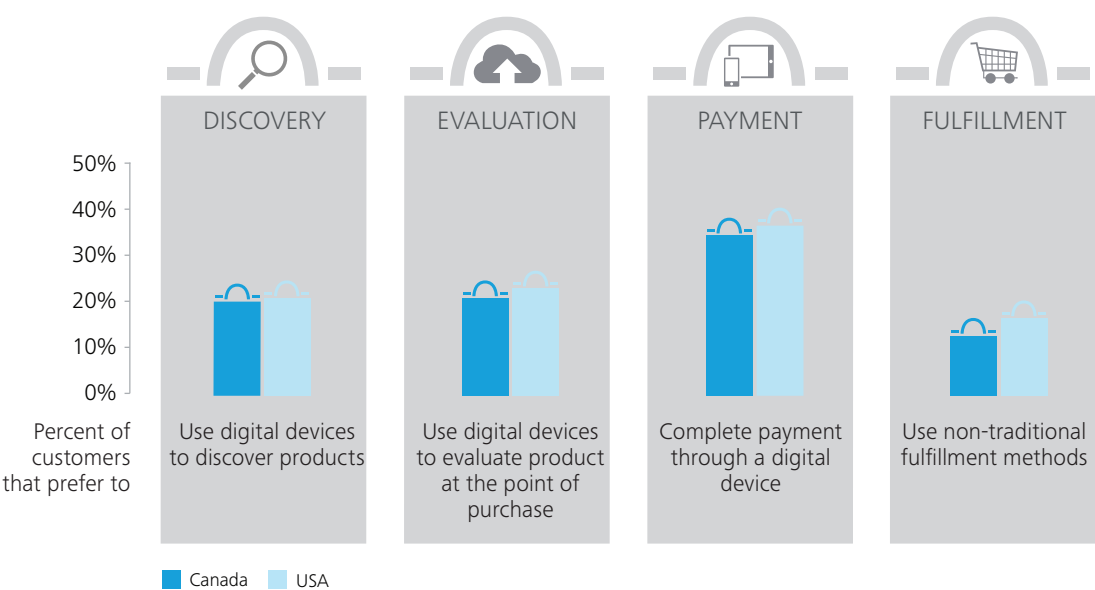 DISCOVERY
EVALUATION
PAYMENT
FULFILLMENT
50%
40%
30%
20%
10%
0%
Percent of
customers
that prefer to
Use digital devices
to discover products
Use digital devices
to evaluate product
at the point of
purchase
Complete payment
through a digital
device
Use non-traditional
fulfillment methods
Canada
USA